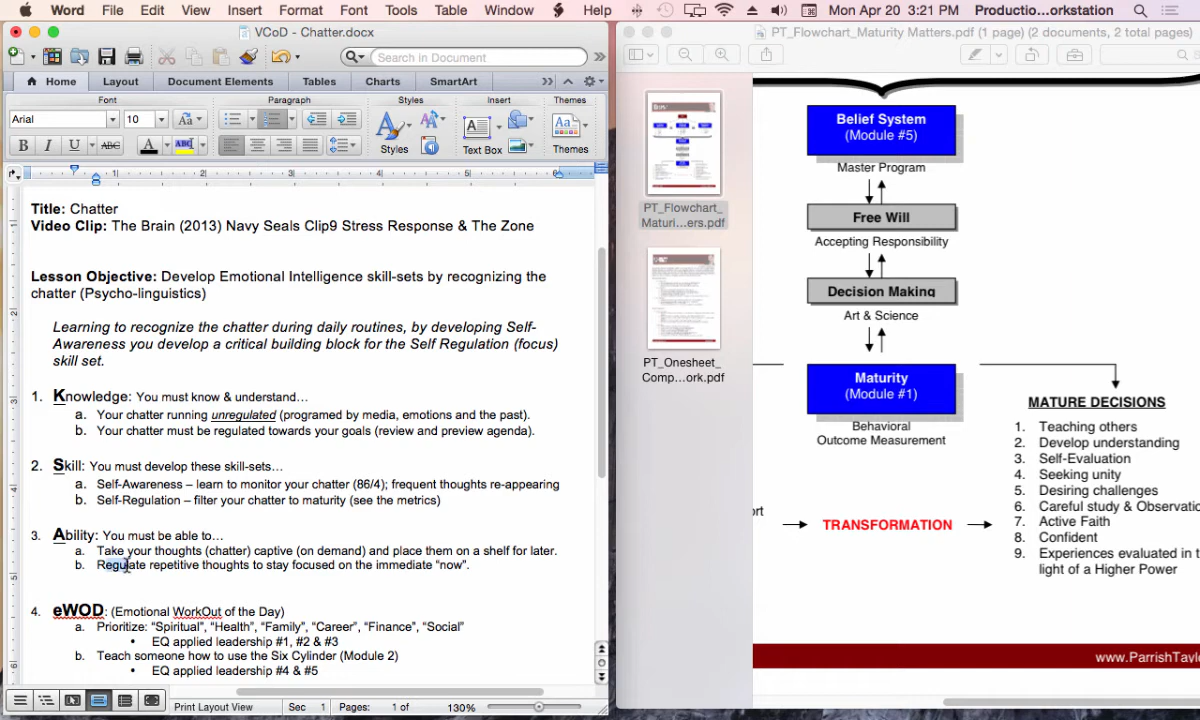 Word File Edit View Insert Format Font Tools Table Window Help Mon Apr 20 3:21 PM Productio...orkstation
VCoD - Chatter.docx
Search in Document
Home Layout Document Elements Tables Charts SmartArt
Font Paragraph Styles Insert Themes
Arial 10 Aa
B I U ABC A ABC
Styles Text Box Themes
Title: Chatter
Video Clip: The Brain (2013) Navy Seals Clip9 Stress Response & The Zone
Lesson Objective: Develop Emotional Intelligence skill-sets by recognizing the
chatter (Psycho-linguistics)
Learning to recognize the chatter during daily routines, by developing Self-
Awareness you develop a critical building block for the Self Regulation (focus)
skill set.
1. Knowledge: You must know & understand…
a. Your chatter running unregulated (programed by media, emotions and the past).
b. Your chatter must be regulated towards your goals (review and preview agenda).
2. Skill: You must develop these skill-sets…
a. Self-Awareness – learn to monitor your chatter (86/4); frequent thoughts re-appearing
b. Self-Regulation – filter your chatter to maturity (see the metrics)
3. Ability: You must be able to…
a. Take your thoughts (chatter) captive (on demand) and place them on a shelf for later.
b. Regulate repetitive thoughts to stay focused on the immediate “now”.
4. eWOD: (Emotional WorkOut of the Day)
a. Prioritize: “Spiritual”, “Health”, “Family”, “Career”, “Finance”, “Social”
• EQ applied leadership #1, #2 & #3
b. Teach someone how to use the Six Cylinder (Module 2)
• EQ applied leadership #4 & #5
Print Layout View Sec 1 Pages: 1 of 130%
PT_Flowchart_Maturity Matters.pdf (1 page) (2 documents, 2 total pages)
PT_Flowchart_
Maturi...ers.pdf
PT_Onesheet_
Comp...ork.pdf
Belief System
(Module #5)
Master Program
Free Will
Accepting Responsibility
Decision Making
Art & Science
Maturity
(Module #1)
Behavioral
Outcome Measurement
ort
TRANSFORMATION
MATURE DECISIONS
1. Teaching others
2. Develop understanding
3. Self-Evaluation
4. Seeking unity
5. Desiring challenges
6. Careful study & Observatio
7. Active Faith
8. Confident
9. Experiences evaluated in t
light of a Higher Power
www.ParrishTaylo